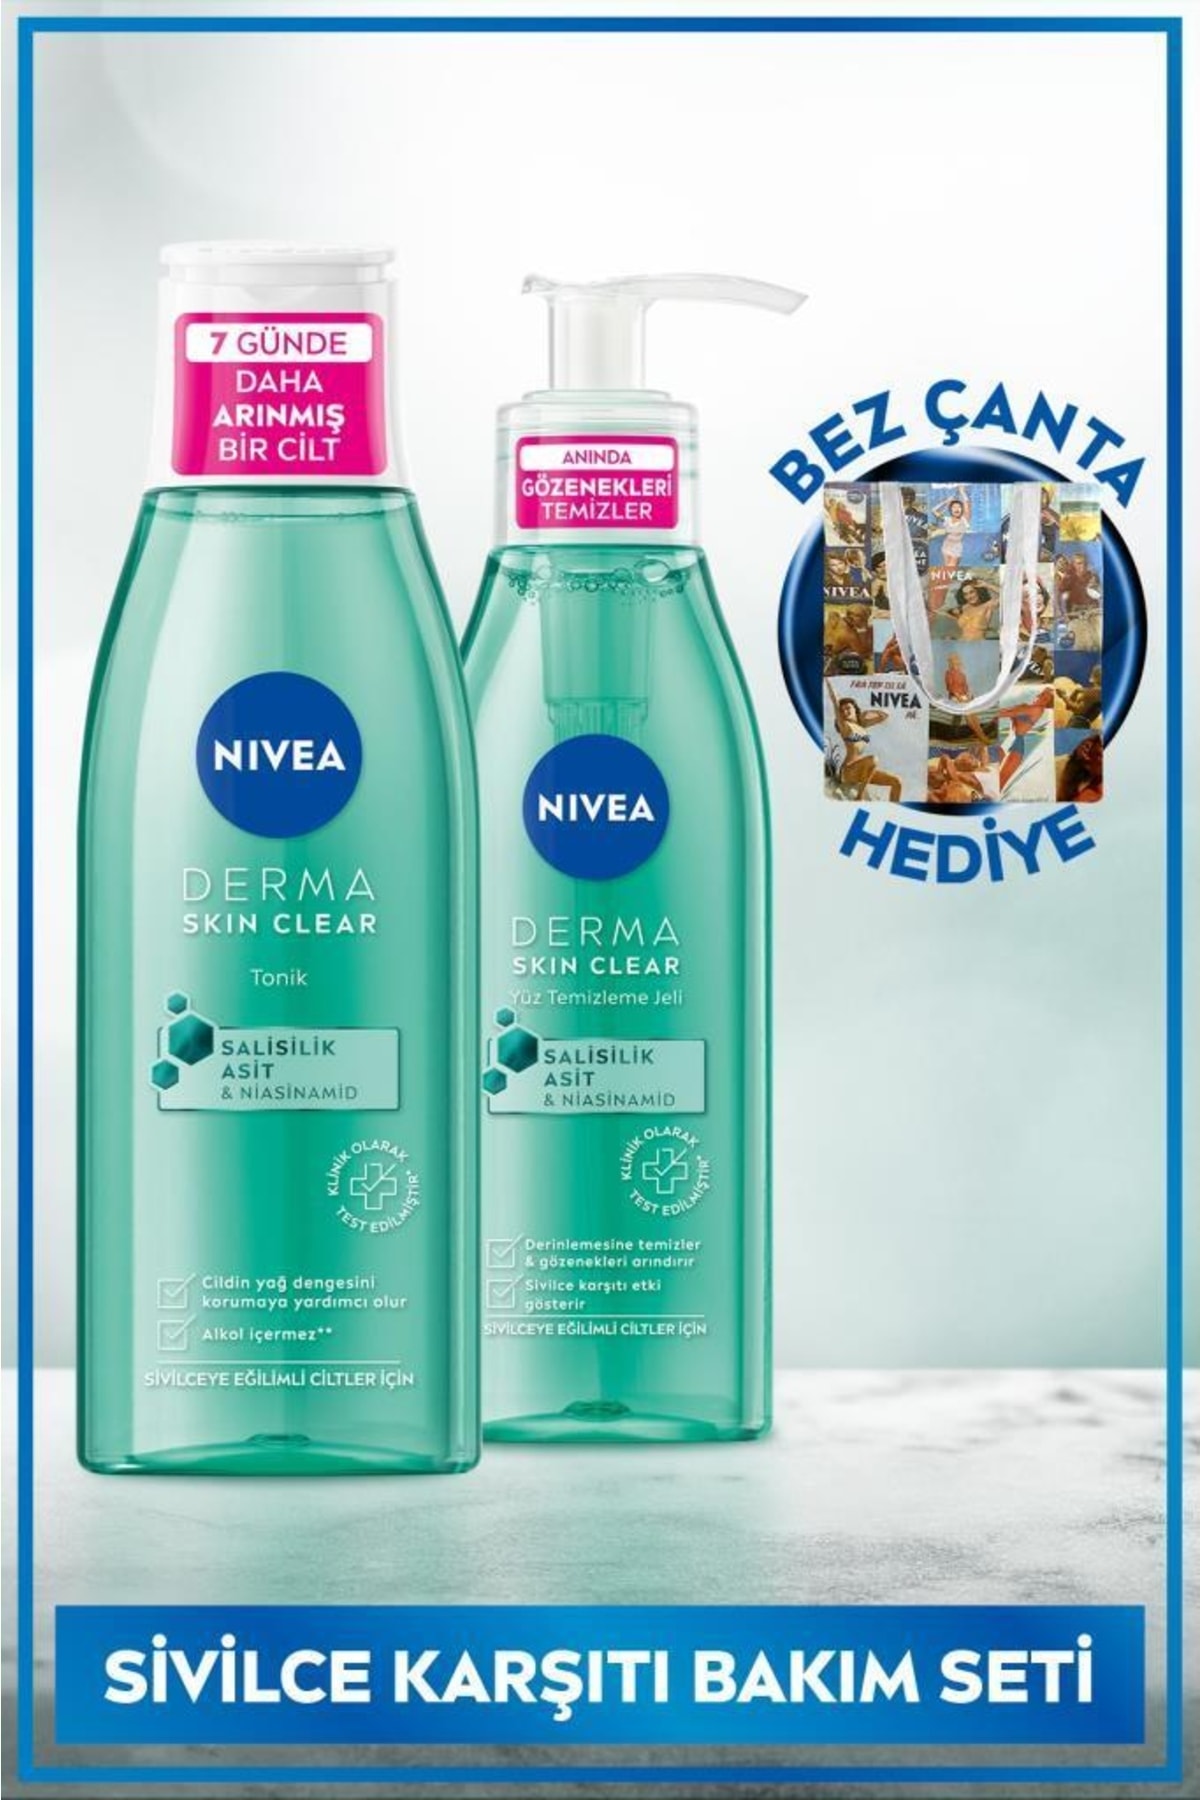 7 GÜNDE
DAHA
ARINMIŞ
BİR CİLT
NIVEA
DERMA
SKIN CLEAR
Tonik
SALİSİLİK
ASİT
& NİASİNAMİD
KLİNİK OLARAK
TEST EDİLMİŞTİR*
Cildin yağ dengesini
korumaya yardımcı olur
Alkol içermez**
SİVİLCEYE EĞİLİMLİ CİLTLER İÇİN
ANINDA
GÖZENEKLERİ
TEMİZLER
NIVEA
DERMA
SKIN CLEAR
Yüz Temizleme Jeli
SALİSİLİK
ASİT
& NİASİNAMİD
KLİNİK OLARAK
TEST EDİLMİŞTİR*
Derinlemesine temizler
& gözenekleri arındırır
Sivilce karşıtı etki
gösterir
SİVİLCEYE EĞİLİMLİ CİLTLER İÇİN
BEZ ÇANTA
NIVEA
NIVEA
NIVEA
HEDİYE
SİVİLCE KARŞITI BAKIM SETİ